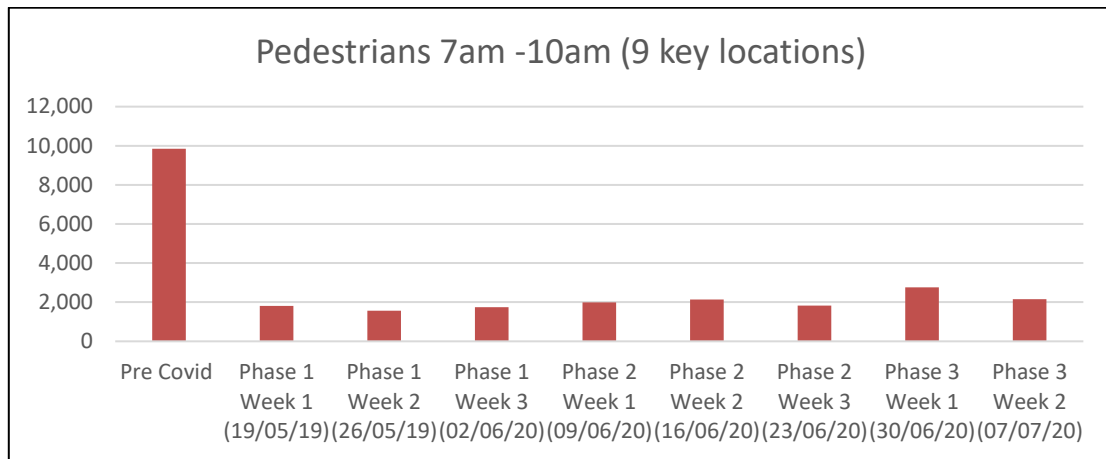 Pedestrians 7am -10am (9 key locations)
12,000
10,000
8,000
6,000
4,000
2,000
0
Pre Covid Phase 1 Phase 1 Phase 1 Phase 2 Phase 2 Phase 2 Phase 3 Phase 3
Week 1 Week 2 Week 3 Week 1 Week 2 Week 3 Week 1 Week 2
(19/05/19) (26/05/19) (02/06/20) (09/06/20) (16/06/20) (23/06/20) (30/06/20) (07/07/20)